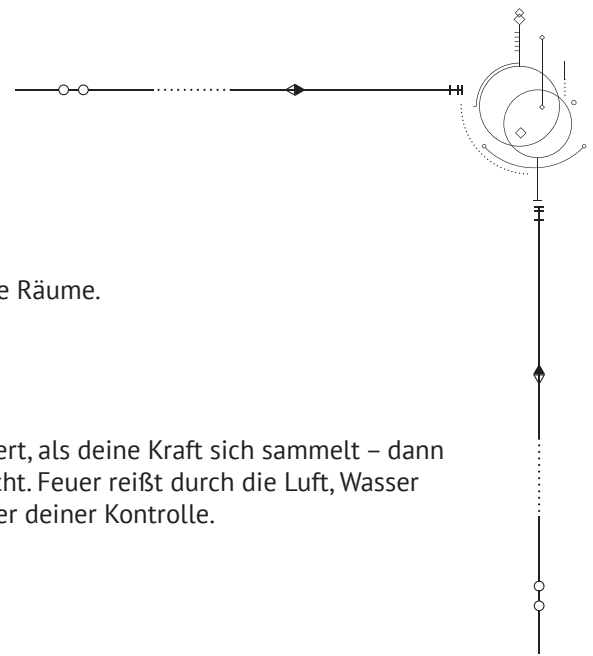 e Räume.
ert, als deine Kraft sich sammelt – dann
cht. Feuer reißt durch die Luft, Wasser
er deiner Kontrolle.